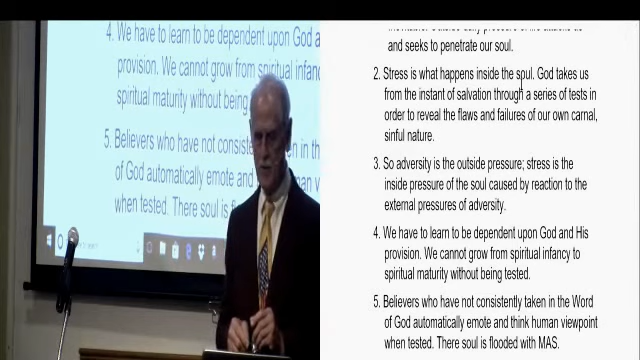 4. We have to learn to be dependent upon God a
provision. We cannot grow from spiritual infanc
spiritual maturity without being
5. Believers who have not consistently taken in the
of God automatically emote and
when tested. There soul is
and seeks to penetrate our soul.
2. Stress is what happens inside the soul. God takes us
from the instant of salvation through a series of tests in
order to reveal the flaws and failures of our own carnal,
sinful nature.
3. So adversity is the outside pressure; stress is the
inside pressure of the soul caused by reaction to the
external pressures of adversity.
4. We have to learn to be dependent upon God and His
provision. We cannot grow from spiritual infancy to
spiritual maturity without being tested.
5. Believers who have not consistently taken in the Word
of God automatically emote and think human viewpoint
when tested. There soul is flooded with MAS.